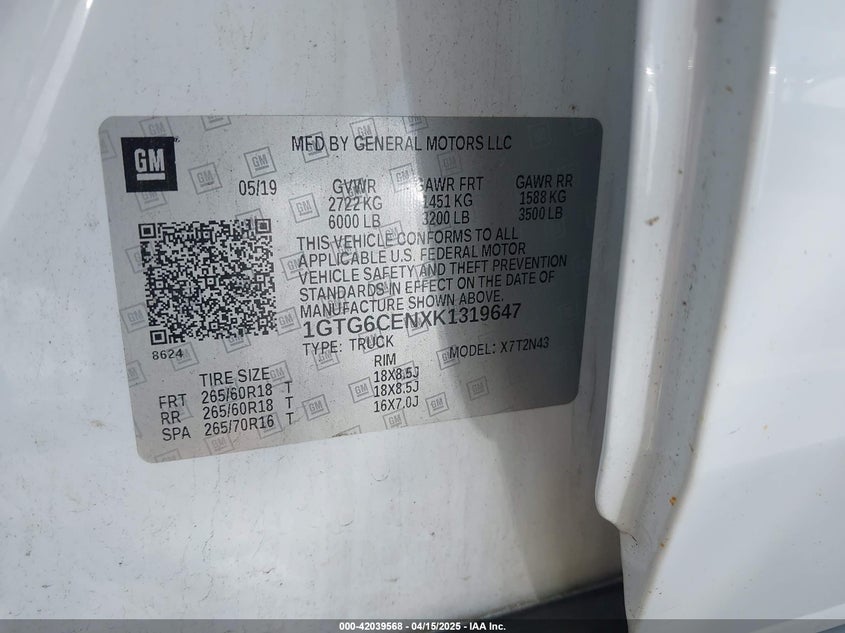 GM
MFD BY GENERAL MOTORS LLC
05/19 GVWR GAWR FRT GAWR RR
2722 KG 1451 KG 1588 KG
6000 LB 3200 LB 3500 LB
THIS VEHICLE CONFORMS TO ALL
APPLICABLE U.S. FEDERAL MOTOR
VEHICLE SAFETY AND THEFT PREVENTION
STANDARDS IN EFFECT ON THE DATE OF
MANUFACTURE SHOWN ABOVE.
1GTG6CENXK1319647
8624
TYPE: TRUCK MODEL: X7T2N43
TIRE SIZE RIM
FRT 265/60R18 T 18X8.5J
RR 265/60R18 T 18X8.5J
SPA 265/70R16 T 16X7.0J
000-42039568 - 04/15/2025 - IAA Inc.